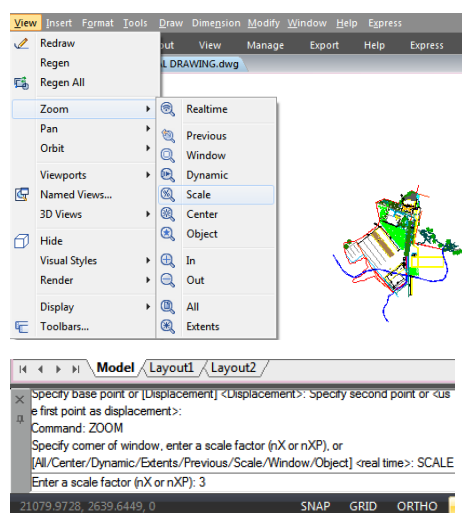 View Insert Format Tools Draw Dimension Modify Window Help Express
out View Manage Export Help Express
Redraw
Regen
L DRAWING.dwg
Regen All
Zoom
Realtime
Pan
Previous
Orbit
Window
Viewports
Dynamic
Named Views...
Scale
3D Views
Center
Hide
Object
Visual Styles
In
Render
Out
Display
All
Toolbars...
Extents
Model Layout1 Layout2
Specify base point or [Displacement] <Displacement>: Specify second point or <us
e first point as displacement>:
Command: ZOOM
Specify corner of window, enter a scale factor (nX or nXP), or
[All/Center/Dynamic/Extents/Previous/Scale/Window/Object] <real time>: SCALE
Enter a scale factor (nX or nXP): 3
21079.9728, 2639.6449, 0 SNAP GRID ORTHO